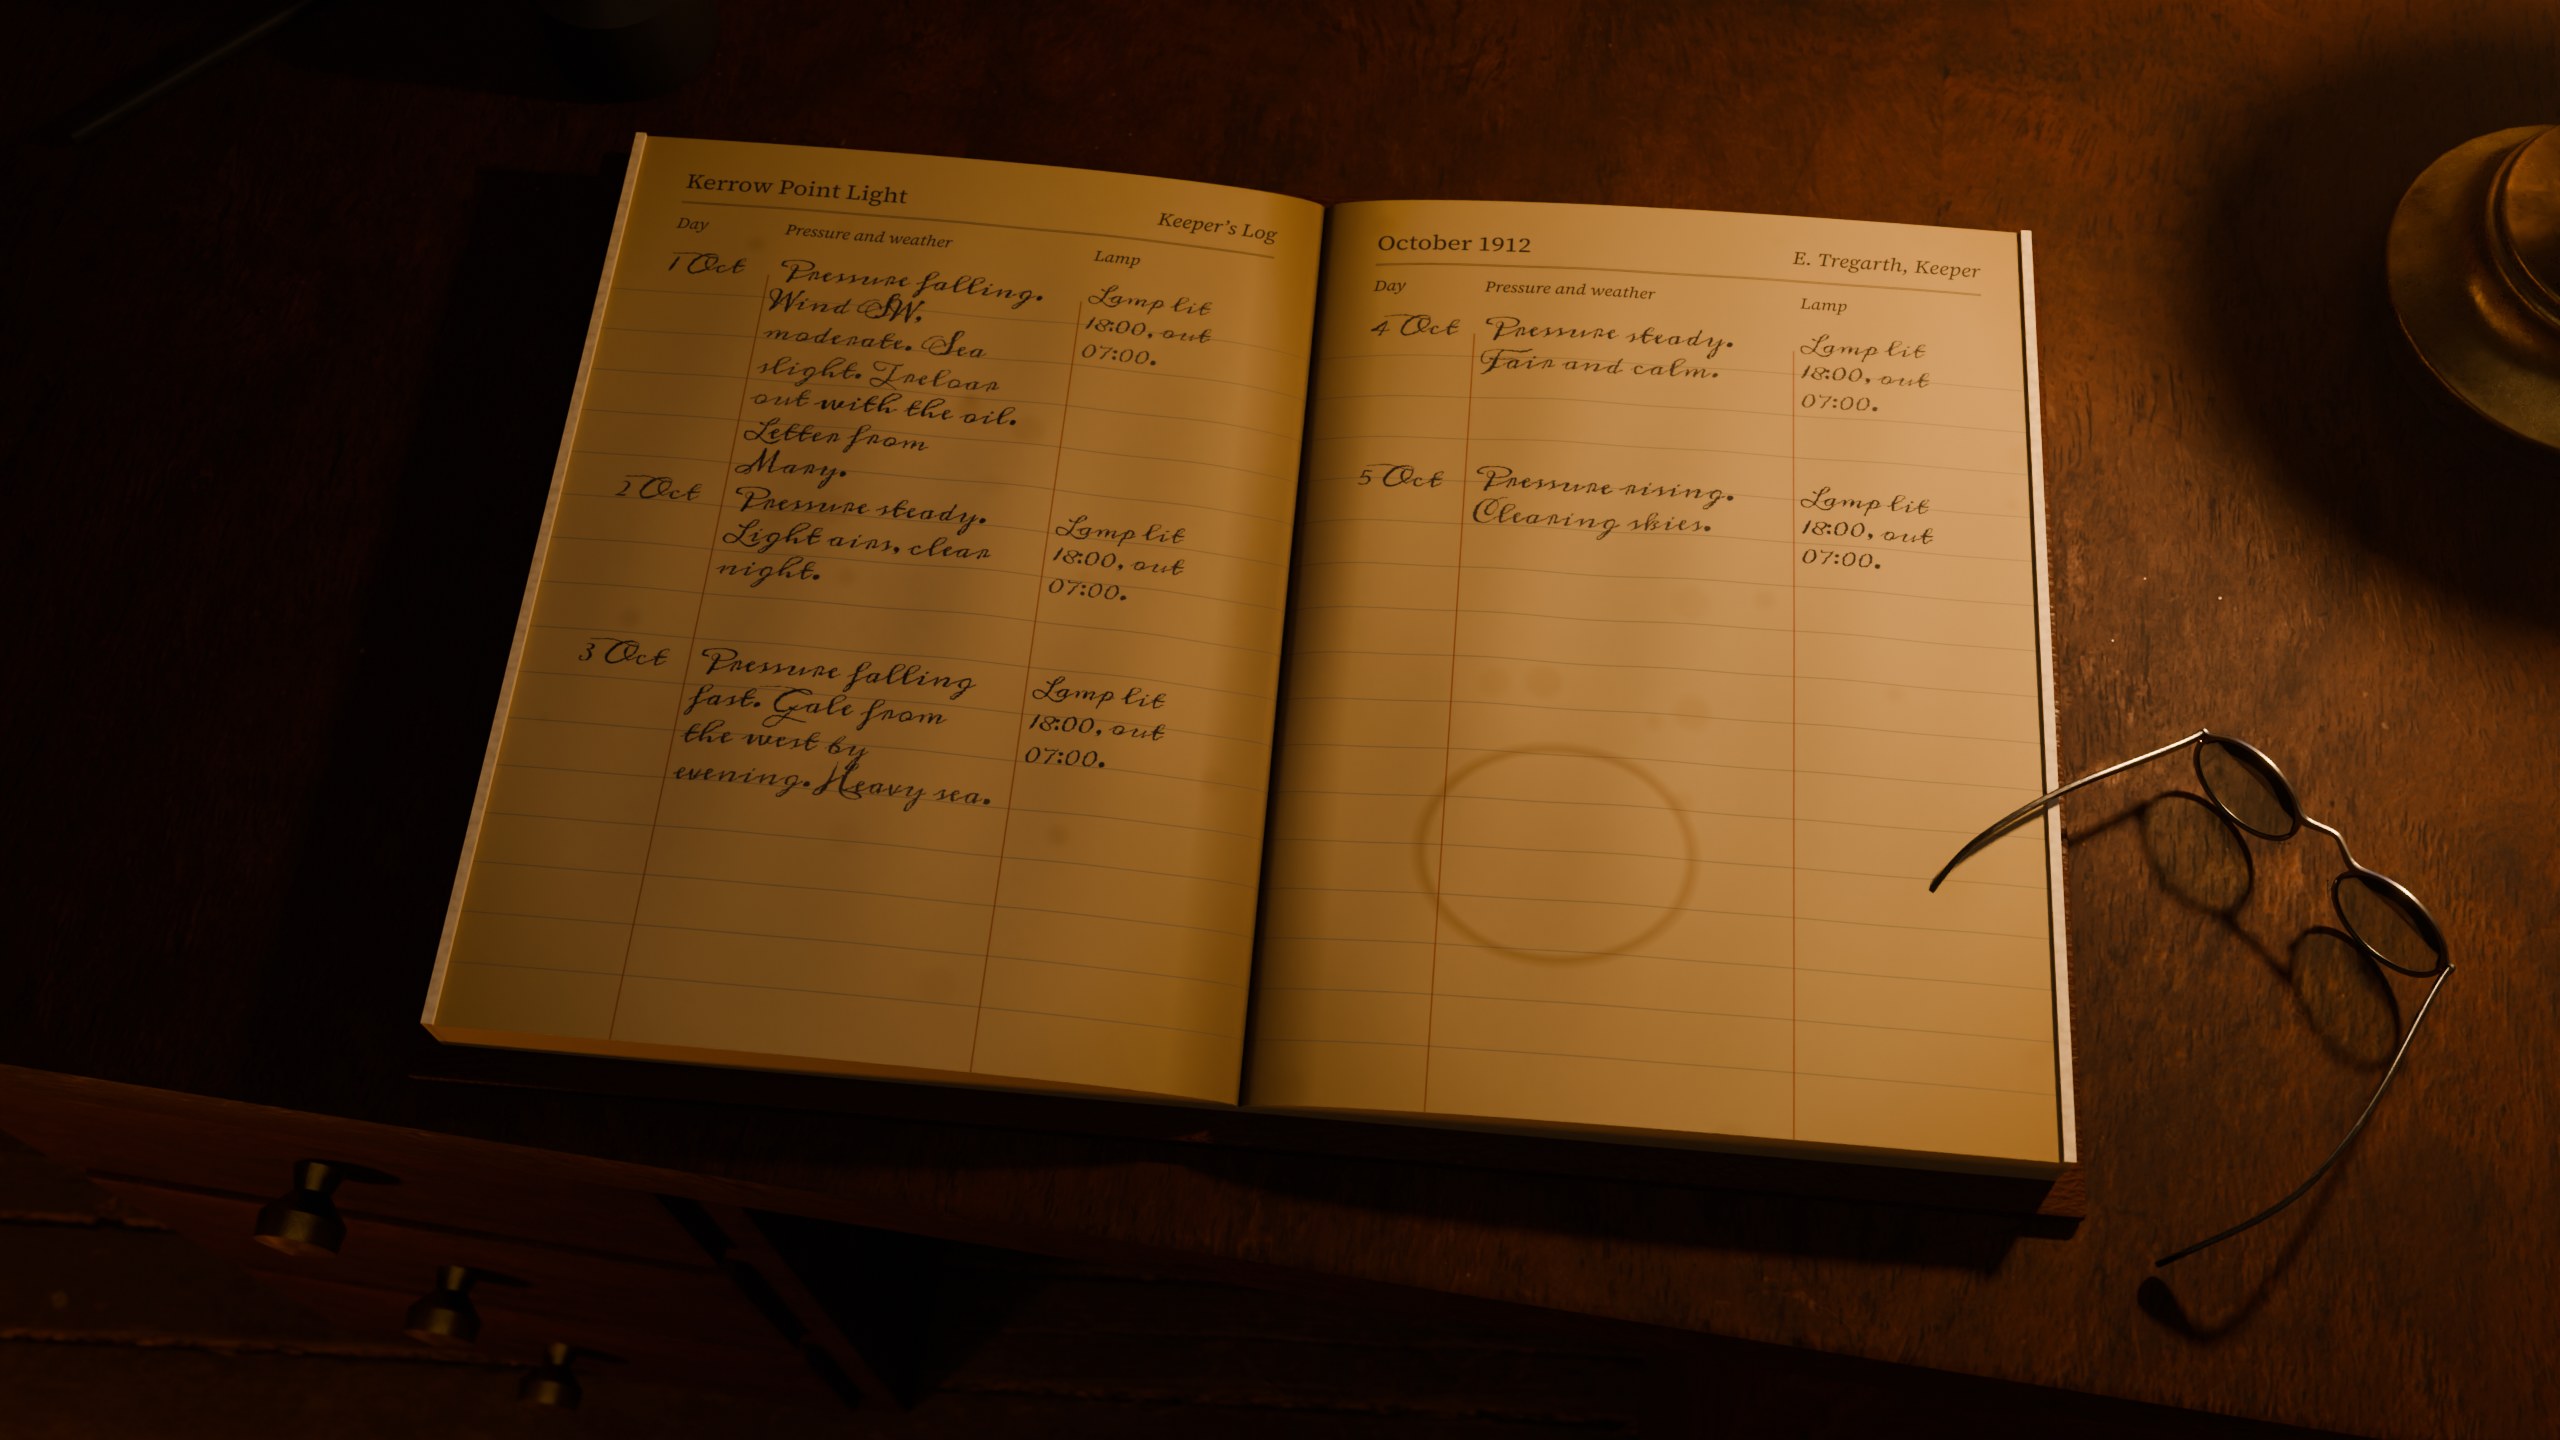 Kerrow Point Light
Keeper's Log
Day
Pressure and weather
Lamp
1 Oct
Pressure falling.
Wind SW,
moderate. Sea
slight. Treloar
out with the oil.
Letter from
Mary.
Lamp lit
18:00, out
07:00.
2 Oct
Pressure steady.
Light airs, clear
night.
Lamp lit
18:00, out
07:00.
3 Oct
Pressure falling
fast. Gale from
the west by
evening. Heavy sea.
Lamp lit
18:00, out
07:00.
October 1912
E. Tregarth, Keeper
Day
Pressure and weather
Lamp
4 Oct
Pressure steady.
Fair and calm.
Lamp lit
18:00, out
07:00.
5 Oct
Pressure rising.
Clearing skies.
Lamp lit
18:00, out
07:00.